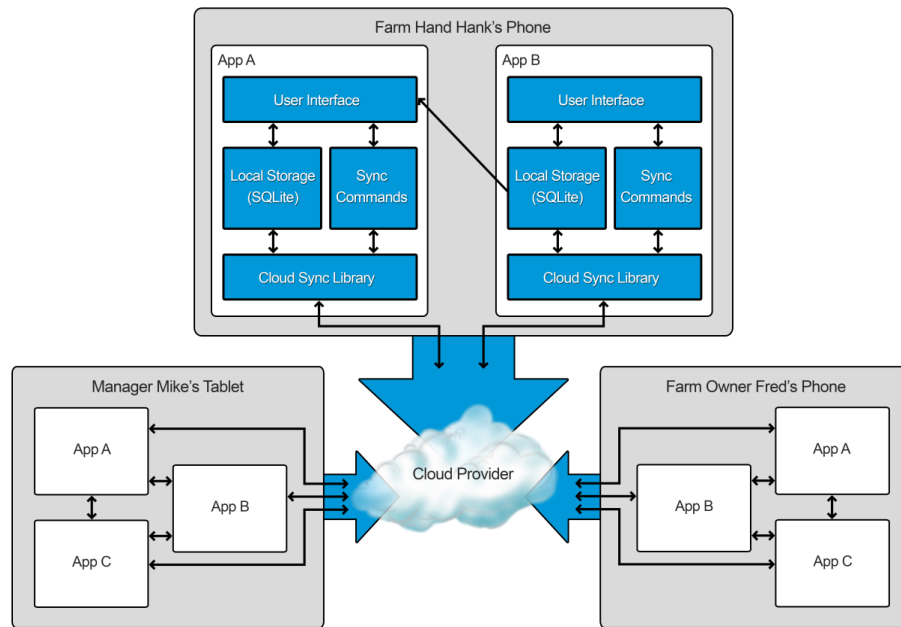 Farm Hand Hank's Phone
App A
User Interface
Local Storage
(SQLite)
Sync
Commands
Cloud Sync Library
App B
User Interface
Local Storage
(SQLite)
Sync
Commands
Cloud Sync Library
Manager Mike's Tablet
App A
App B
App C
Cloud Provider
Farm Owner Fred's Phone
App A
App B
App C